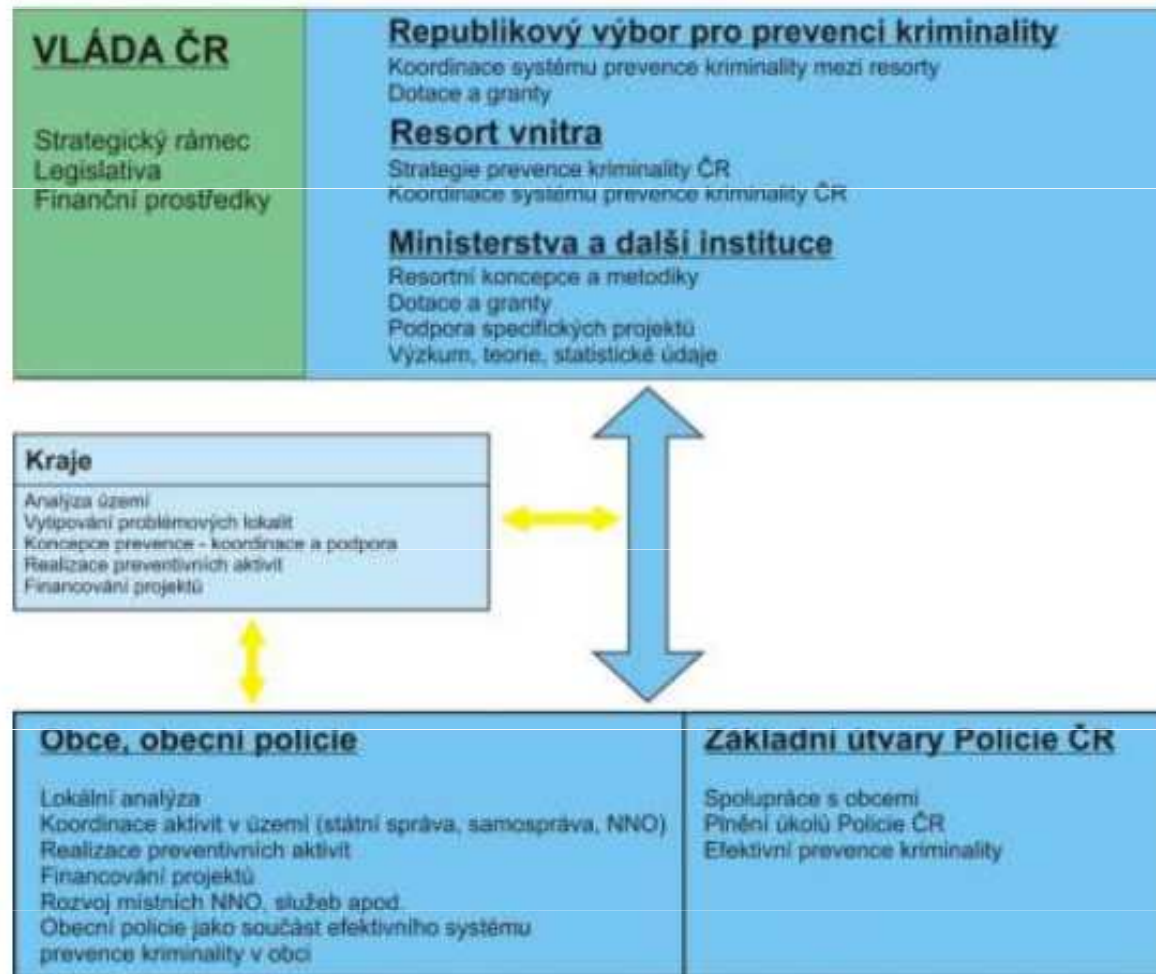 VLÁDA ČR
Strategický rámec
Legislativa
Finanční prostředky
Republikový výbor pro prevenci kriminality
Koordinace systému prevence kriminality mezi resorty
Dotace a granty
Resort vnitra
Strategie prevence kriminality ČR
Koordinace systému prevence kriminality ČR
Ministerstva a další instituce
Resortní koncepce a metodiky
Dotace a granty
Podpora specifických projektů
Výzkum, teorie, statistické údaje
Kraje
Analýza území
Vytipování problémových lokalit
Koncepce prevence - koordinace a podpora
Realizace preventivních aktivit
Financování projektů
Obce, obecní policie
Lokální analýza
Koordinace aktivit v území (státní správa, samospráva, NNO)
Realizace preventivních aktivit
Financování projektů
Rozvoj místních NNO, služeb apod.
Obecní policie jako součást efektivního systému
prevence kriminality v obci
Základní útvary Policie ČR
Spolupráce s obcemi
Plnění úkolů Policie ČR
Efektivní prevence kriminality